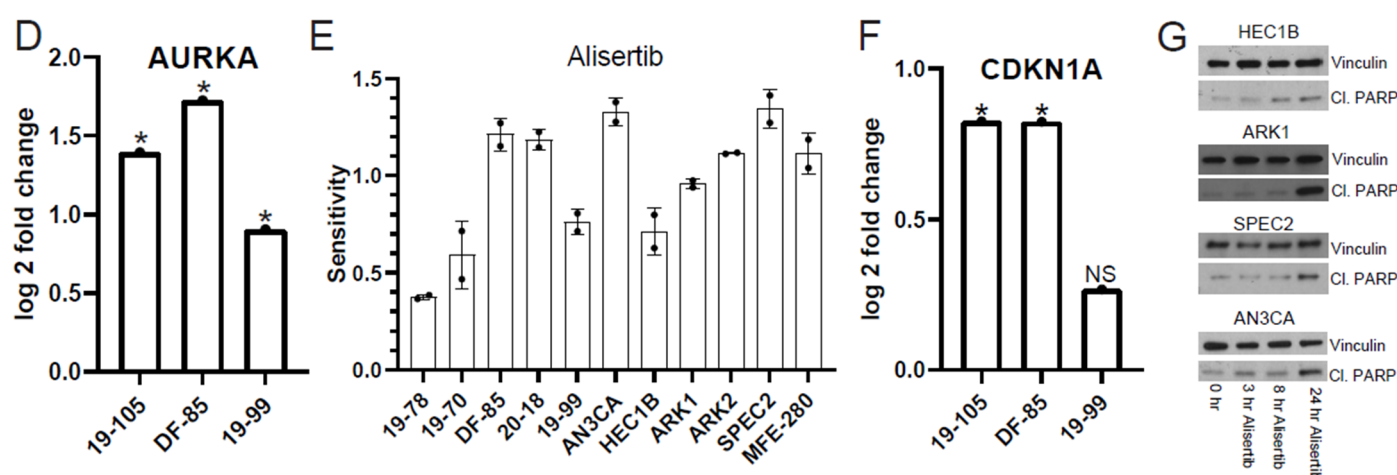 D
AURKA
log 2 fold change
2.0
1.5
1.0
0.5
0.0
*
*
*
19-105
DF-85
19-99
E
Alisertib
Sensitivity
1.5
1.0
0.5
0.0
19-78
19-70
DF-85
20-18
19-99
AN3CA
HEC1B
ARK1
ARK2
SPEC2
MFE-280
F
CDKN1A
log 2 fold change
1.0
0.5
0.0
*
*
NS
19-105
DF-85
19-99
G
HEC1B
Vinculin
Cl. PARP
ARK1
Vinculin
Cl. PARP
SPEC2
Vinculin
Cl. PARP
AN3CA
Vinculin
Cl. PARP
0 hr
3 hr Alisertib
8 hr Alisertib
24 hr Alisertib